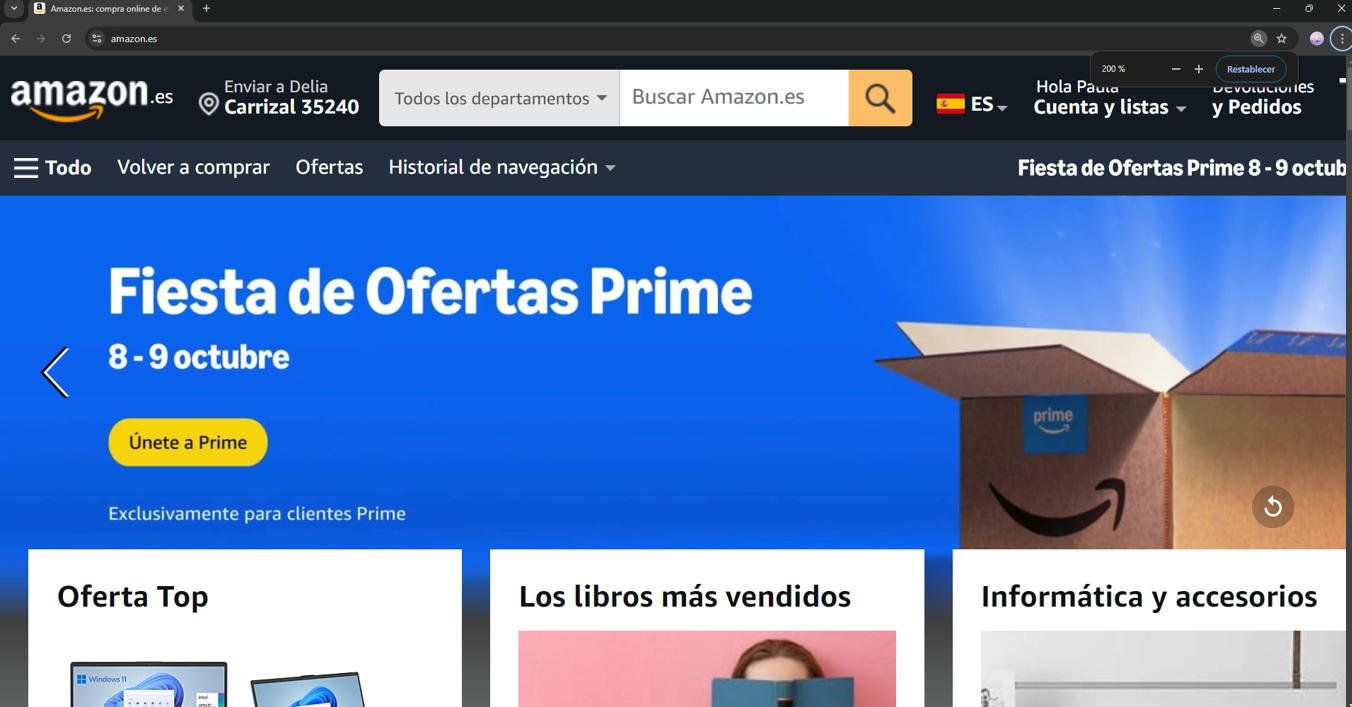 Amazon.es: compra online de e
amazon.es
200 %
Restablecer
amazon.es
Enviar a Delia
Carrizal 35240
Todos los departamentos
Buscar Amazon.es
ES
Hola Paula
Cuenta y listas
Devoluciones
y Pedidos
Todo
Volver a comprar
Ofertas
Historial de navegación
Fiesta de Ofertas Prime 8 - 9 octub
Fiesta de Ofertas Prime
8 - 9 octubre
Únete a Prime
Exclusivamente para clientes Prime
prime
Oferta Top
Los libros más vendidos
Informática y accesorios
Windows 11
intel